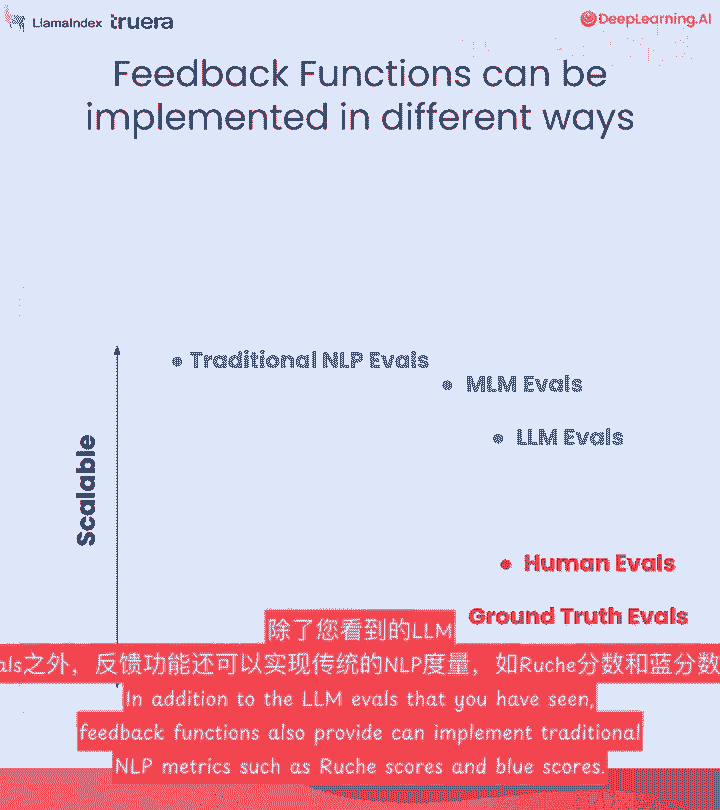 LlamaIndex truera DeepLearning.AI
Feedback Functions can be
implemented in different ways
Traditional NLP Evals
MLM Evals
LLM Evals
Scalable
Human Evals
Ground Truth Evals
除了您看到的LLM
als之外，反馈功能还可以实现传统的NLP度量，如Ruche分数和蓝分数
In addition to the LLM evals that you have seen,
feedback functions also provide can implement traditional
NLP metrics such as Ruche scores and blue scores.